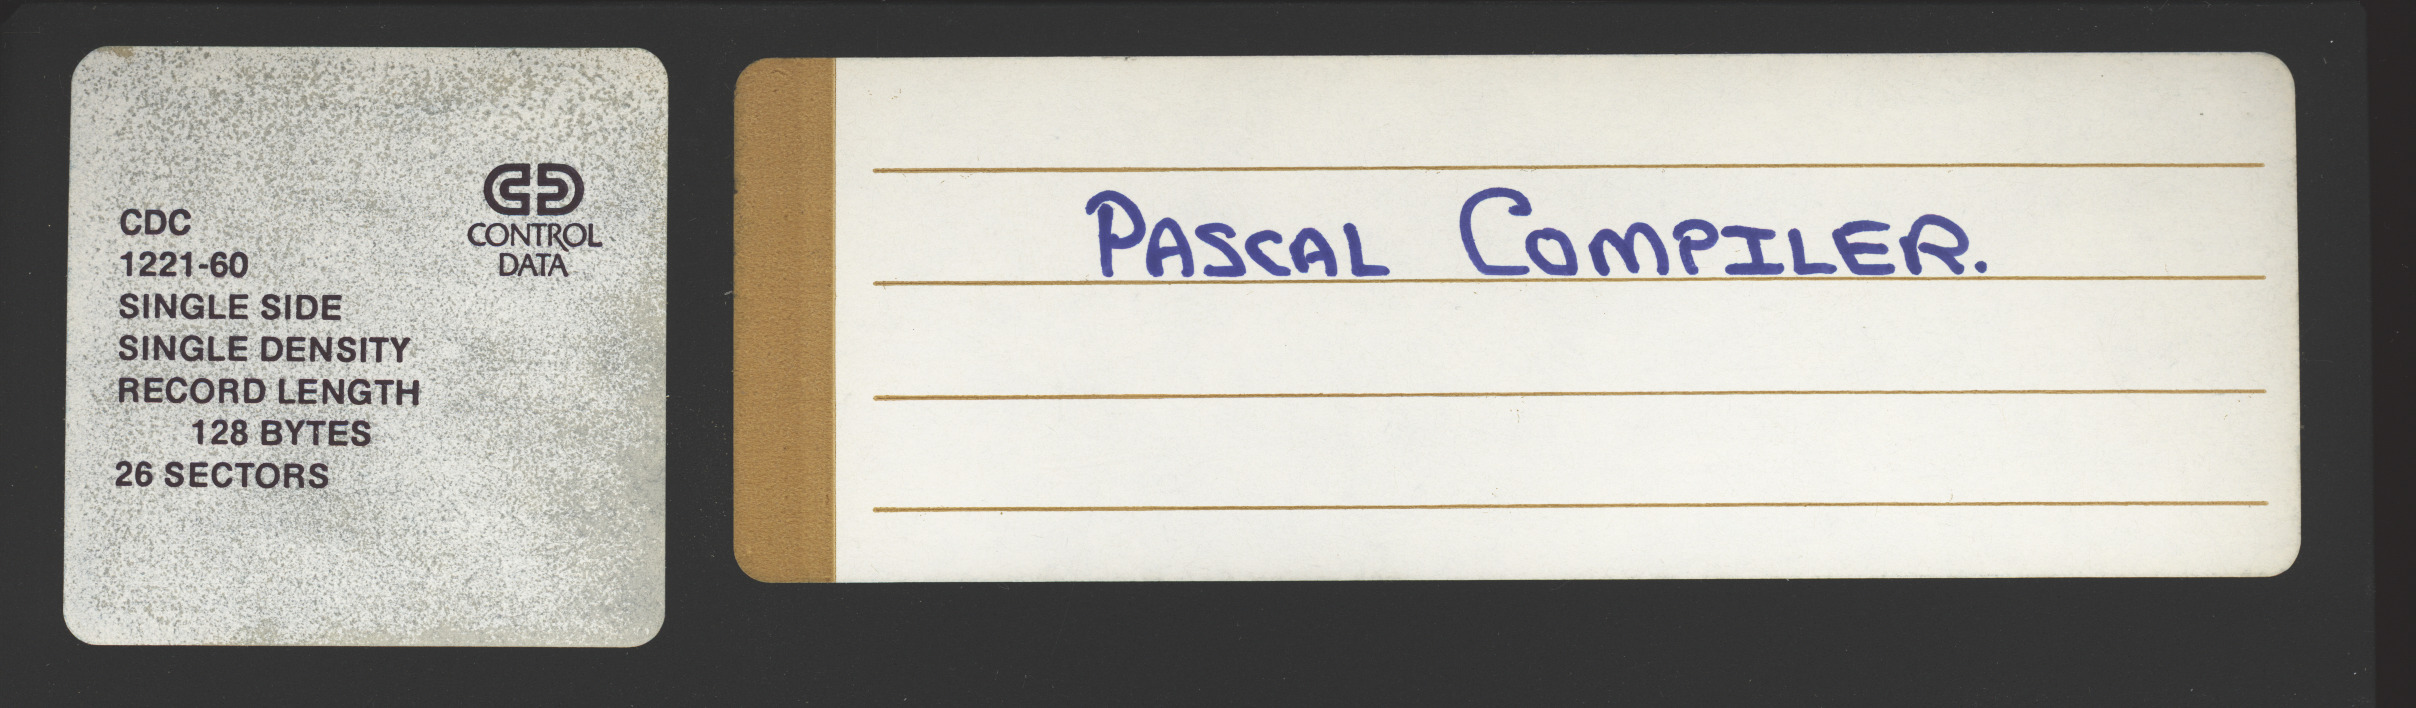 CDC
1221-60
SINGLE SIDE
SINGLE DENSITY
RECORD LENGTH
128 BYTES
26 SECTORS
CONTROL
DATA
PASCAL COMPILER.